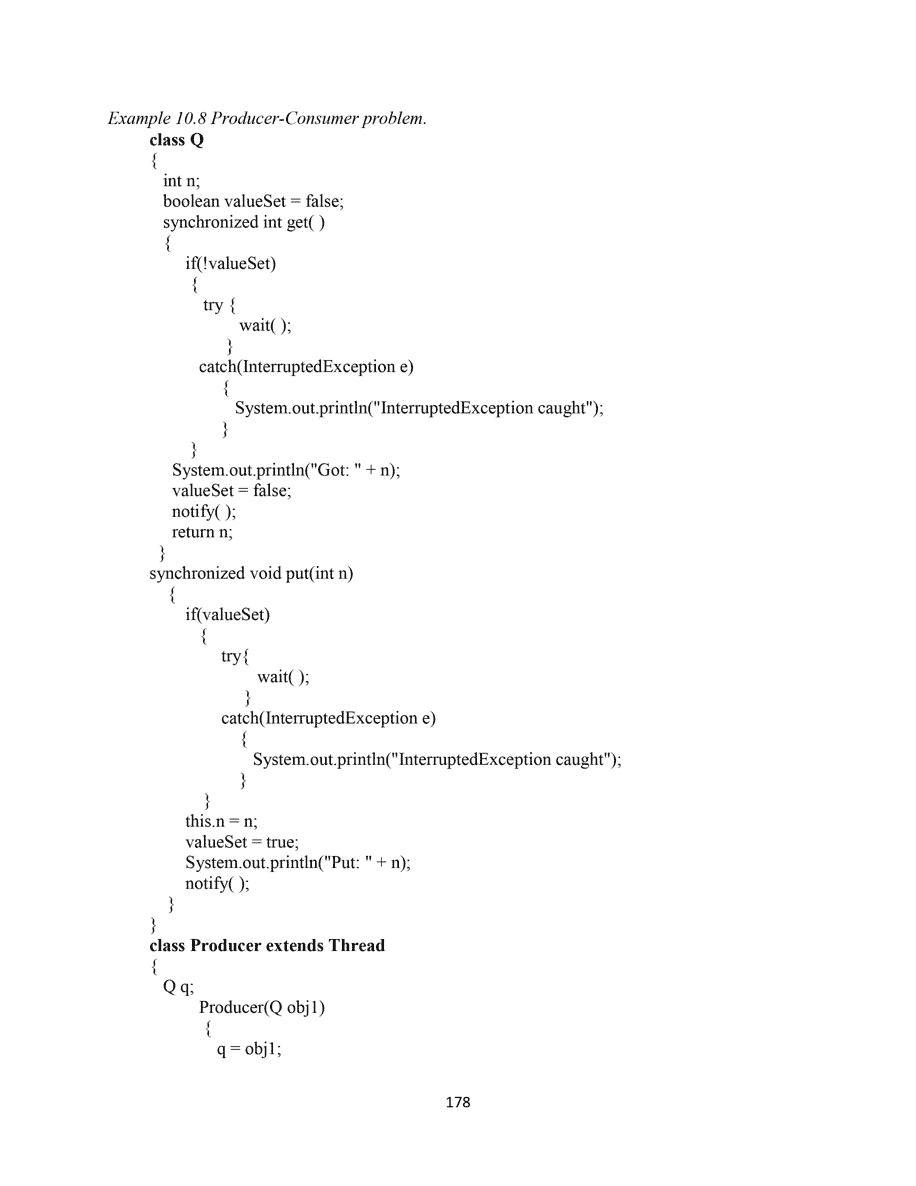 Example 10.8 Producer-Consumer problem.
class Q
{
int n;
boolean valueSet = false;
synchronized int get( )
{
if(!valueSet)
{
try {
wait( );
}
catch(InterruptedException e)
{
System.out.println("InterruptedException caught");
}
}
System.out.println("Got: " + n);
valueSet = false;
notify( );
return n;
}
synchronized void put(int n)
{
if(valueSet)
{
try{
wait( );
}
catch(InterruptedException e)
{
System.out.println("InterruptedException caught");
}
}
this.n = n;
valueSet = true;
System.out.println("Put: " + n);
notify( );
}
}
class Producer extends Thread
{
Q q;
Producer(Q obj1)
{
q = obj1;
178